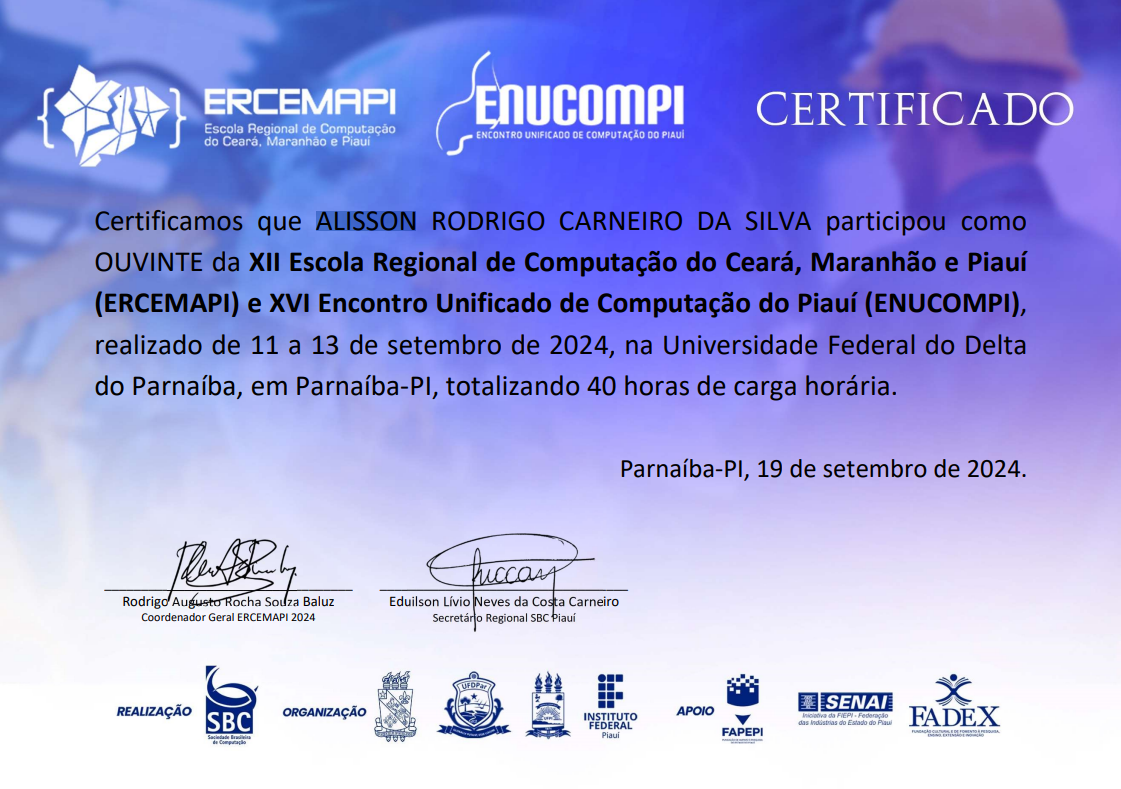 ERCEMAPI
Escola Regional de Computação
do Ceará, Maranhão e Piauí
ENUCOMPI
ENCONTRO UNIFICADO DE COMPUTAÇÃO DO PIAUÍ
CERTIFICADO
Certificamos que ALISSON RODRIGO CARNEIRO DA SILVA participou como
OUVINTE da XII Escola Regional de Computação do Ceará, Maranhão e Piauí
(ERCEMAPI) e XVI Encontro Unificado de Computação do Piauí (ENUCOMPI),
realizado de 11 a 13 de setembro de 2024, na Universidade Federal do Delta
do Parnaíba, em Parnaíba-PI, totalizando 40 horas de carga horária.
Parnaíba-PI, 19 de setembro de 2024.
Rodrigo Augusto Rocha Souza Baluz
Coordenador Geral ERCEMAPI 2024
Eduilson Lívio Neves da Costa Carneiro
Secretário Regional SBC Piauí
REALIZAÇÃO
SBC
Sociedade Brasileira
de Computação
ORGANIZAÇÃO
UFDPar
INSTITUTO
FEDERAL
Piauí
APOIO
FAPEPI
SENAI
Iniciativa da FIEPI - Federação
das Indústrias do Estado do Piauí
FADEX
FUNDAÇÃO CULTURAL E DE FOMENTO À PESQUISA,
ENSINO, EXTENSÃO E INOVAÇÃO